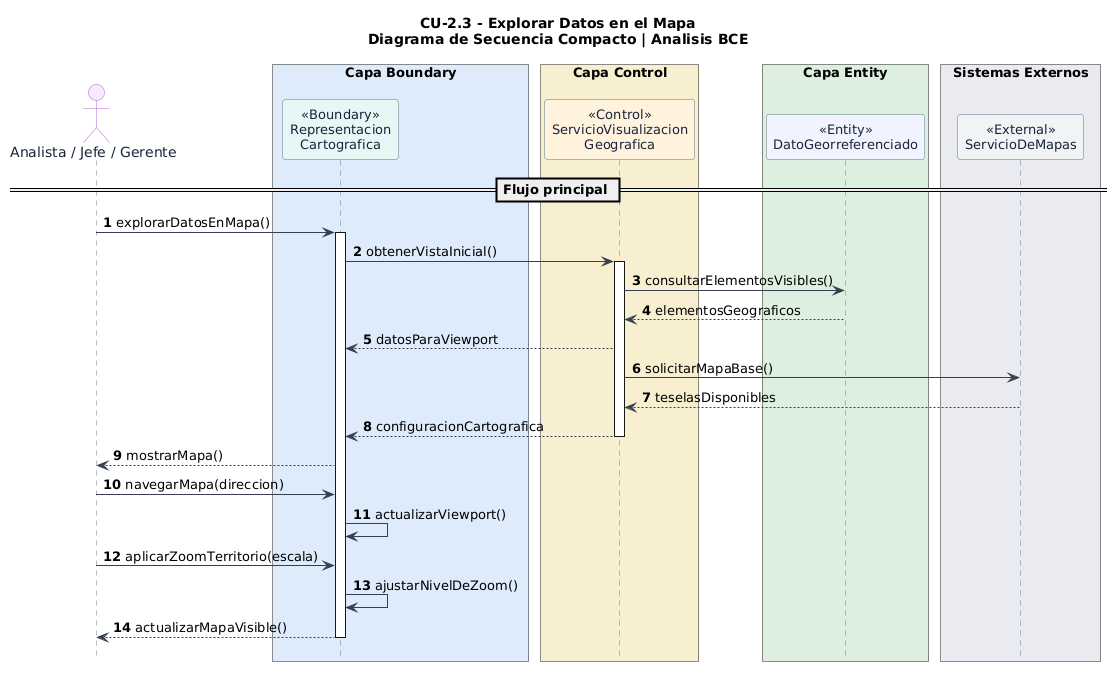 CU-2.3 - Explorar Datos en el Mapa
Diagrama de Secuencia Compacto | Analisis BCE
Capa Boundary
Capa Control
Capa Entity
Sistemas Externos
Analista / Jefe / Gerente
«Boundary»
Representacion
Cartografica
«Control»
ServicioVisualizacion
Geografica
«Entity»
DatoGeorreferenciado
«External»
ServicioDeMapas
Flujo principal
1 explorarDatosEnMapa()
2 obtenerVistaInicial()
3 consultarElementosVisibles()
4 elementosGeograficos
5 datosParaViewport
6 solicitarMapaBase()
7 teselasDisponibles
8 configuracionCartografica
9 mostrarMapa()
10 navegarMapa(direccion)
11 actualizarViewport()
12 aplicarZoomTerritorio(escala)
13 ajustarNivelDeZoom()
14 actualizarMapaVisible()